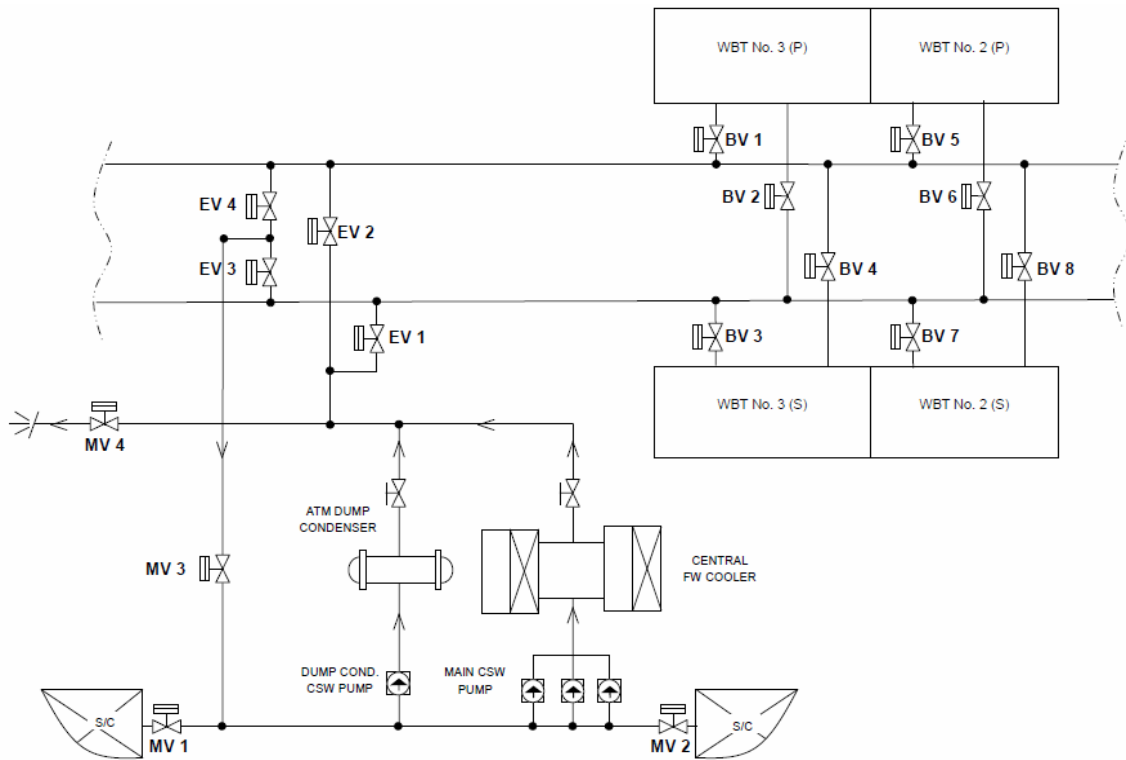 WBT No. 3 (P)
WBT No. 2 (P)
BV 1
BV 5
EV 4
EV 2
BV 2
BV 6
EV 3
BV 4
BV 8
EV 1
BV 3
BV 7
WBT No. 3 (S)
WBT No. 2 (S)
MV 4
ATM DUMP
CONDENSER
MV 3
CENTRAL
FW COOLER
DUMP COND.
CSW PUMP
MAIN CSW
PUMP
S/C
S/C
MV 1
MV 2